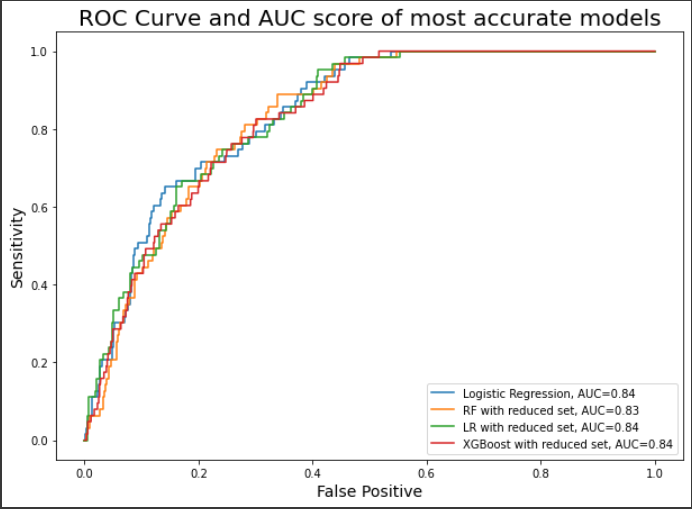 ROC Curve and AUC score of most accurate models
1.0
0.8
0.6
0.4
0.2
0.0
Sensitivity
Logistic Regression, AUC=0.84
RF with reduced set, AUC=0.83
LR with reduced set, AUC=0.84
XGBoost with reduced set, AUC=0.84
0.0 0.2 0.4 0.6 0.8 1.0
False Positive